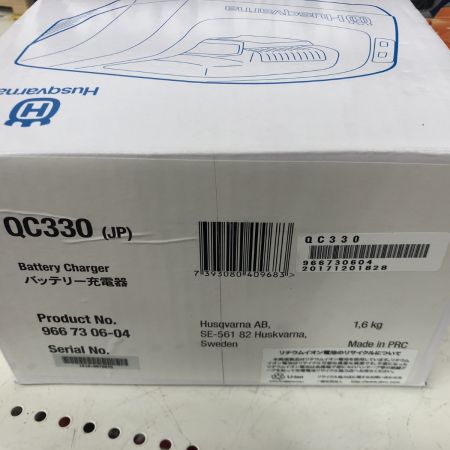 Husqvarna
Husqvarna
QC330 (JP)
Battery Charger
バッテリー充電器
Product No.
966 73 06-04
Serial No.
7 393080 409683 >
QC330
966730604
20171201828
Husqvarna AB,
SE-561 82 Huskvarna,
Sweden
1,6 kg
Made in PRC
リチウムイオン電池のリサイクルについて
Li-ion